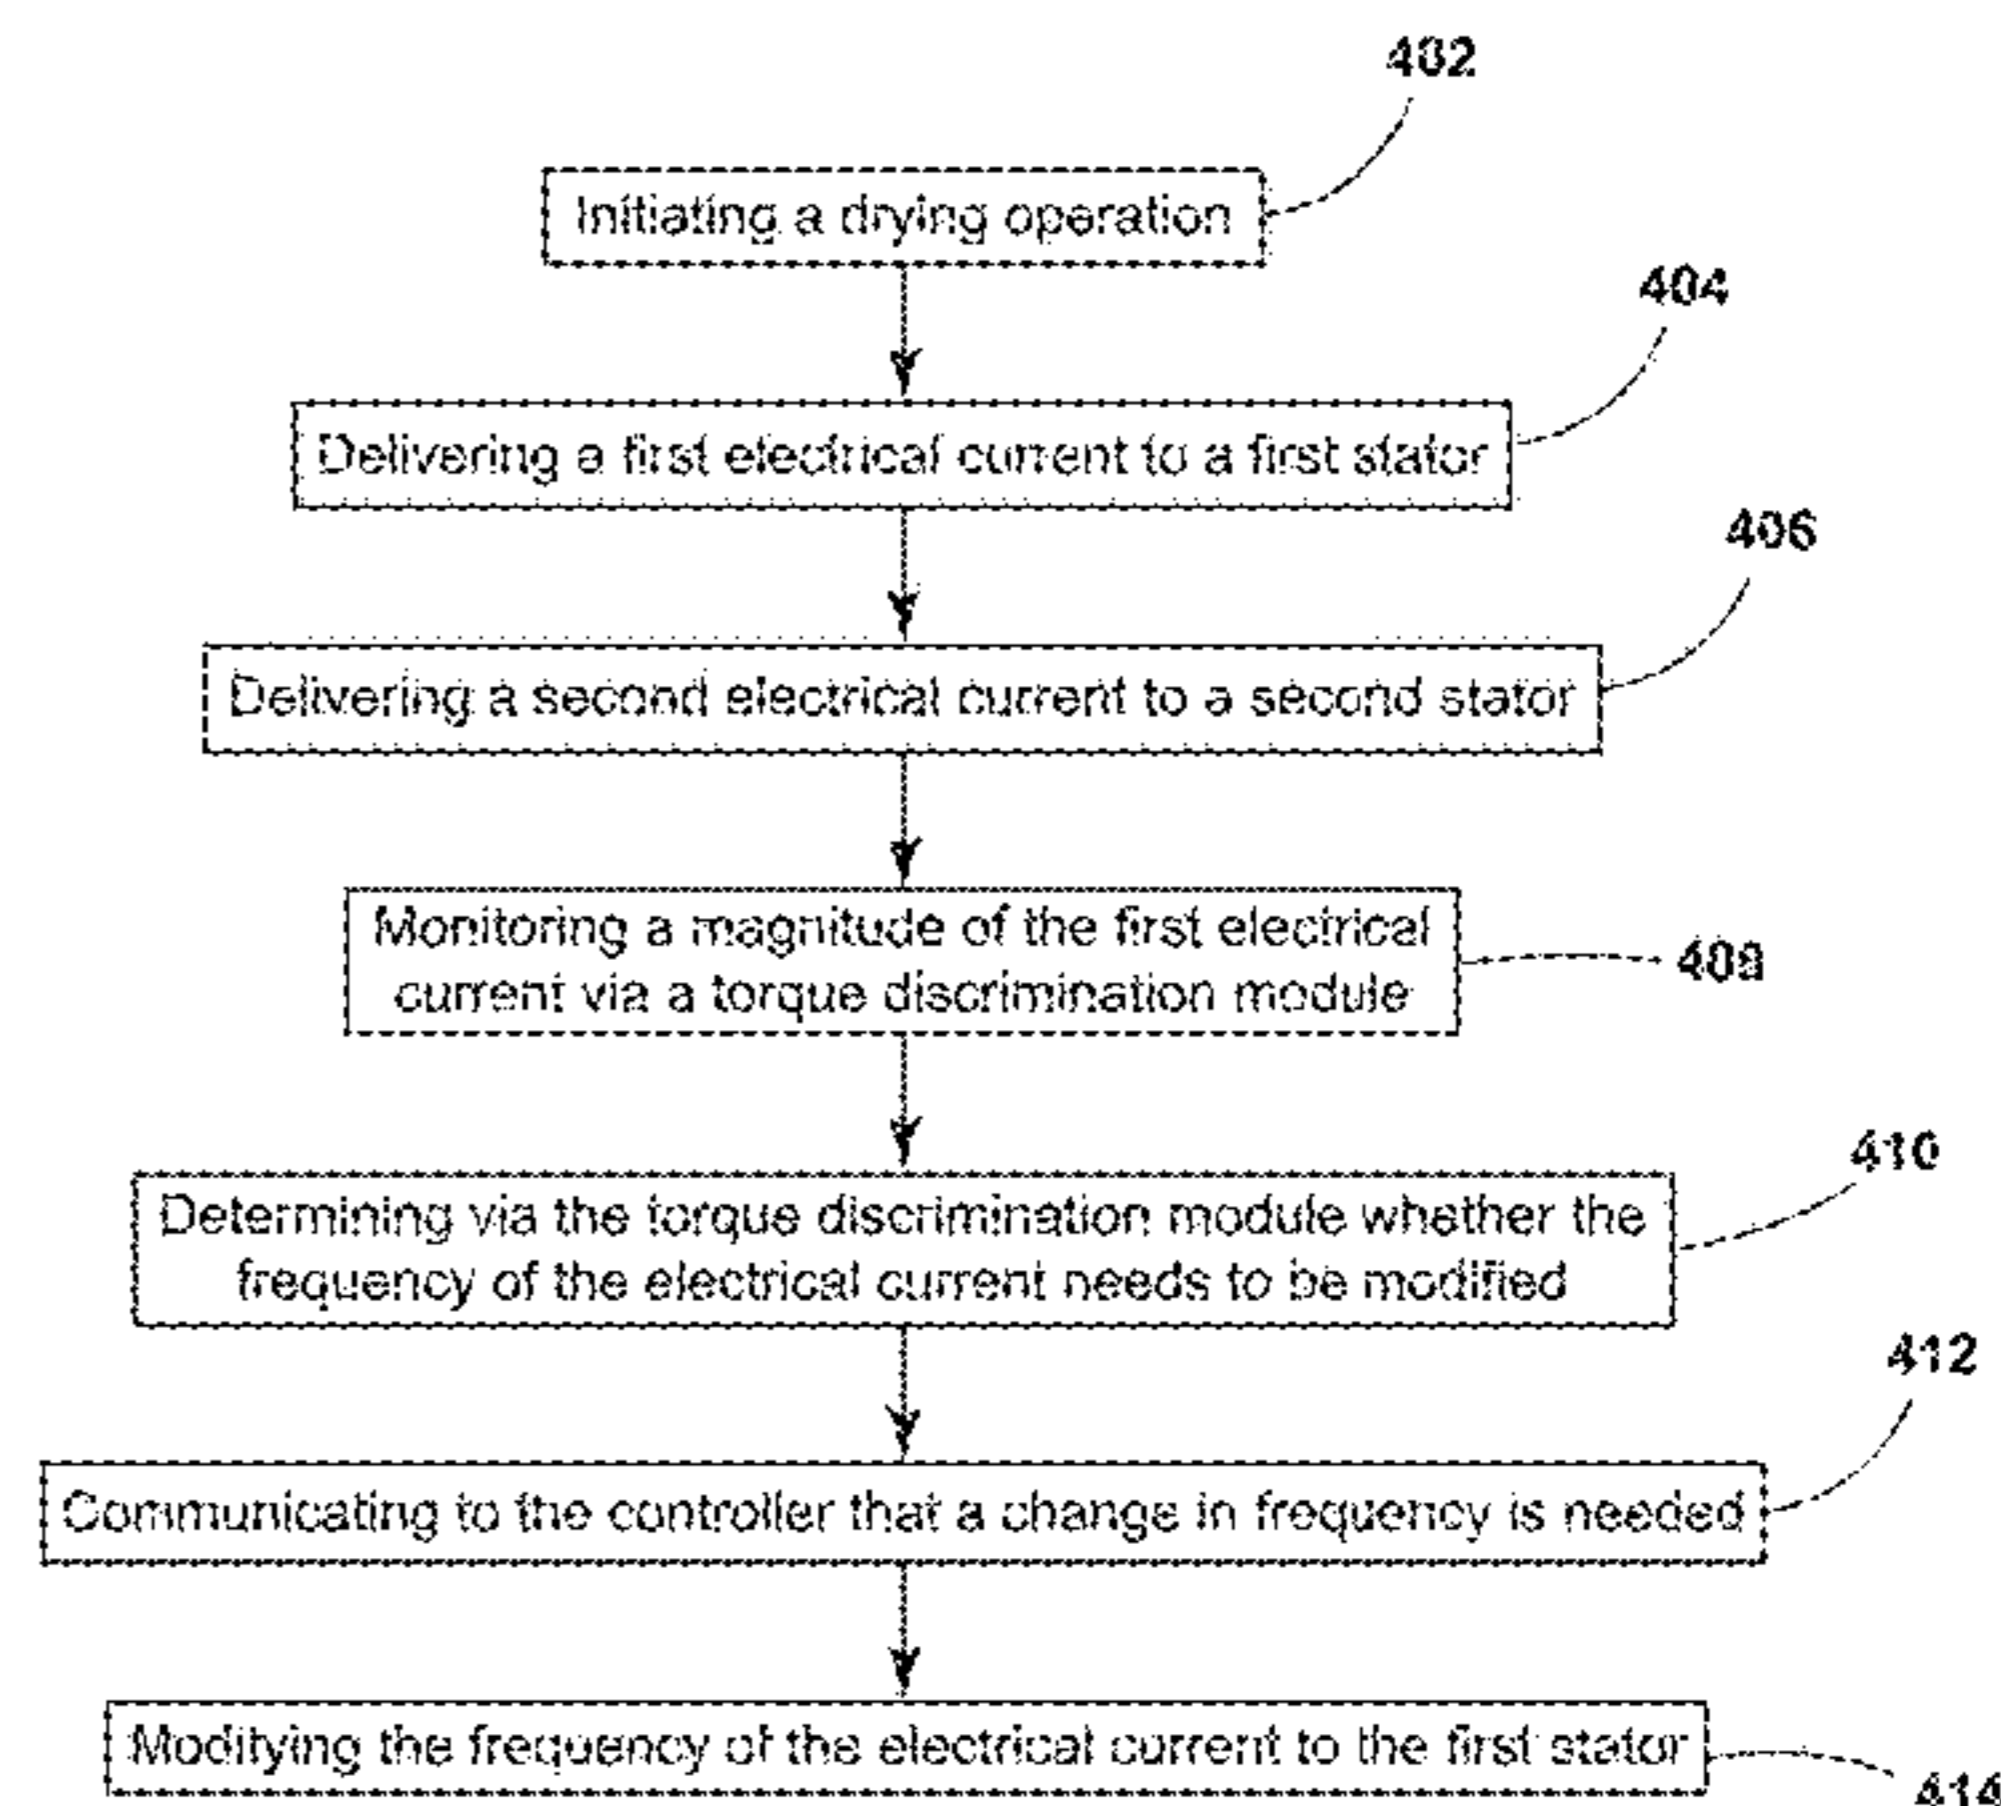 402
Initiating a drying operation
404
Delivering a first electrical current to a first stator
406
Delivering a second electrical current to a second stator
Monitoring a magnitude of the first electrical
current via a torque discrimination module
408
410
Determining via the torque discrimination module whether the
frequency of the electrical current needs to be modified
412
Communicating to the controller that a change in frequency is needed
Modifying the frequency of the electrical current to the first stator
414